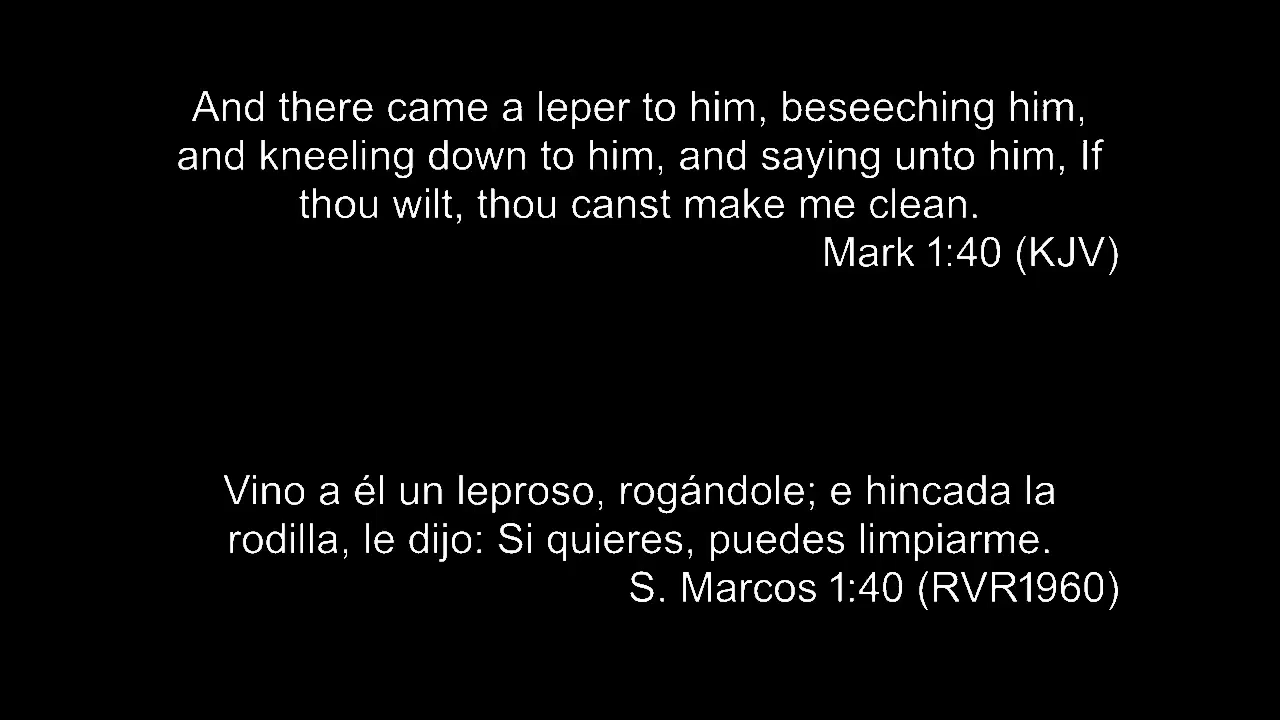 And there came a leper to him, beseeching him,
and kneeling down to him, and saying unto him, If
thou wilt, thou canst make me clean.
Mark 1:40 (KJV)
Vino a él un leproso, rogándole; e hincada la
rodilla, le dijo: Si quieres, puedes limpiarme.
S. Marcos 1:40 (RVR1960)